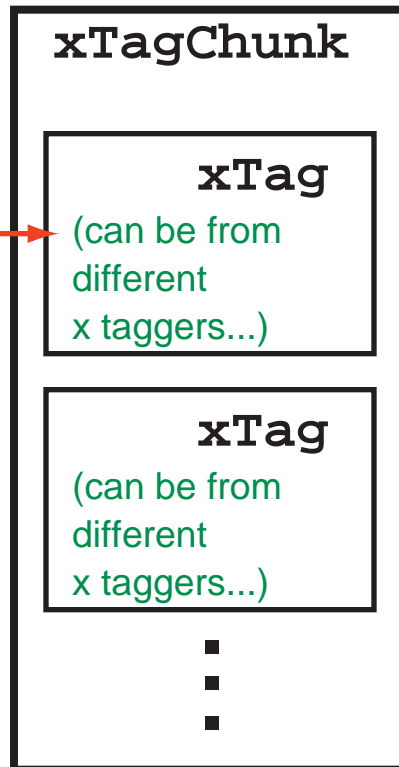 xTagChunk
xTag
(can be from
different
x taggers...)
xTag
(can be from
different
x taggers...)